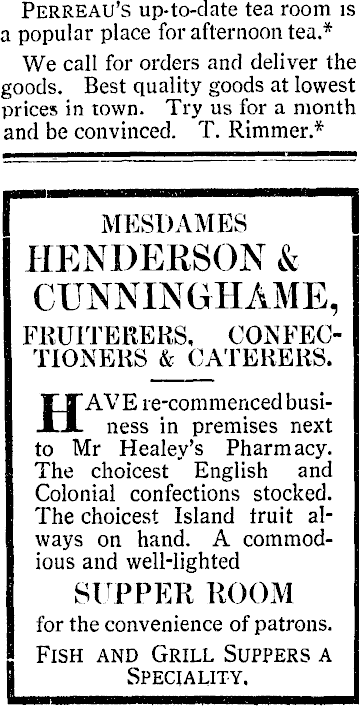 PERREAU'S up-to-date tea room is
a popular place for afternoon tea.*
We call for orders and deliver the
goods. Best quality goods at lowest
prices in town. Try us for a month
and be convinced. T. Rimmer.*
MESDAMES
HENDERSON &
CUNNINGHAME,
FRUITERERS, CONFEC-
TIONERS & CATERERS.
HAVE re-commenced busi-
ness in premises next
to Mr Healey's Pharmacy.
The choicest English and
Colonial confections stocked.
The choicest Island fruit al-
ways on hand. A commod-
ious and well-lighted
SUPPER ROOM
for the convenience of patrons.
FISH AND GRILL SUPPERS A
SPECIALITY.